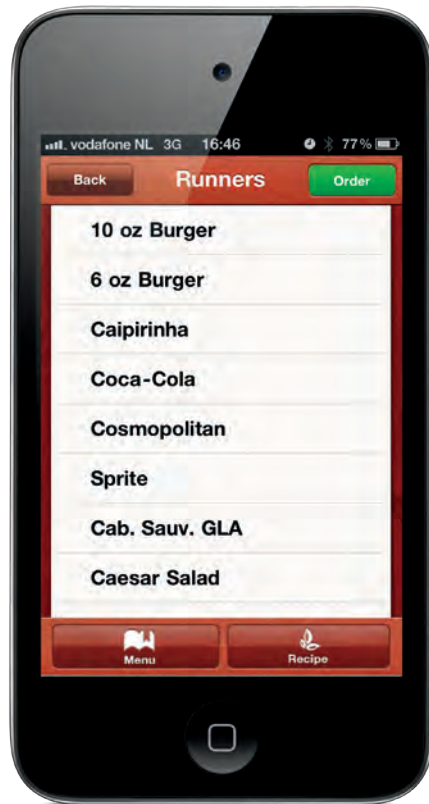 vodafone NL 3G 16:46 77%
Back Runners Order
10 oz Burger
6 oz Burger
Caipirinha
Coca-Cola
Cosmopolitan
Sprite
Cab. Sauv. GLA
Caesar Salad
Menu Recipe